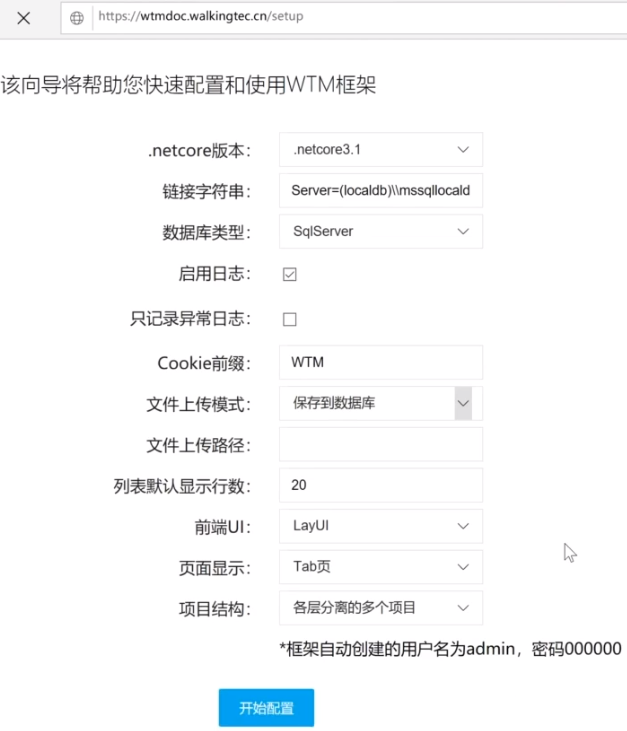 https://wtmdoc.walkingtec.cn/setup
该向导将帮助您快速配置和使用WTM框架
.netcore版本： .netcore3.1
链接字符串： Server=(localdb)\\mssqllocald
数据库类型： SqlServer
启用日志：
只记录异常日志：
Cookie前缀： WTM
文件上传模式： 保存到数据库
文件上传路径：
列表默认显示行数： 20
前端UI： LayUI
页面显示： Tab页
项目结构： 各层分离的多个项目
*框架自动创建的用户名为admin，密码000000
开始配置